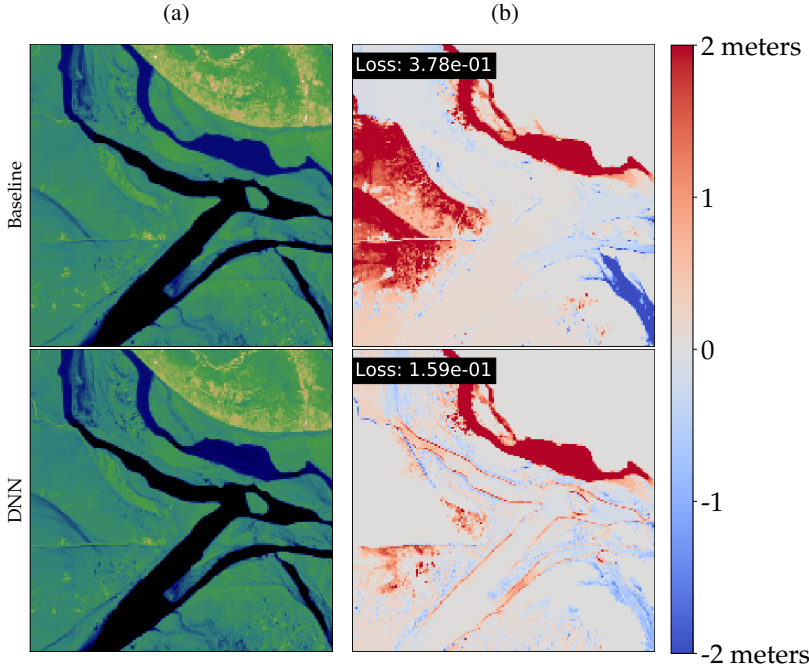 (a)
(b)
Baseline
Loss: 3.78e-01
DNN
Loss: 1.59e-01
2 meters
1
0
-1
-2 meters